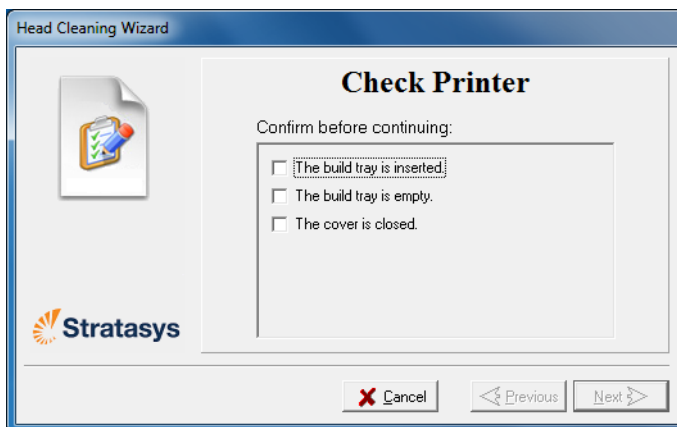 Head Cleaning Wizard
Check Printer
Confirm before continuing:
The build tray is inserted.
The build tray is empty.
The cover is closed.
Stratasys
Cancel
Previous
Next